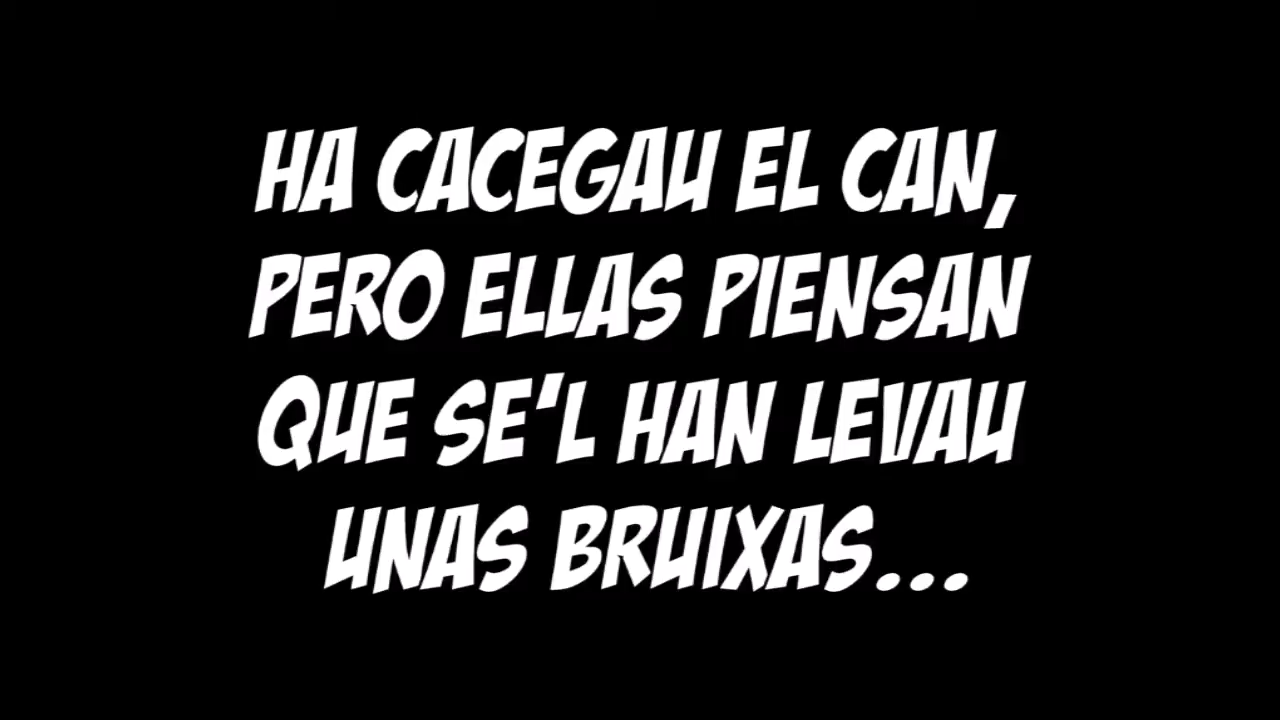 HA CACEGAU EL CAN,
PERO ELLAS PIENSAN
QUE SE'L HAN LEVAU
UNAS BRUIXAS...